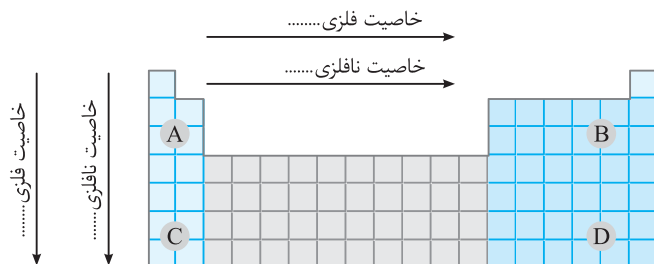 خاصیت فلزی ........
خاصیت نافلزی .......
خاصیت فلزی ........
خاصیت نافلزی .......
A
B
C
D